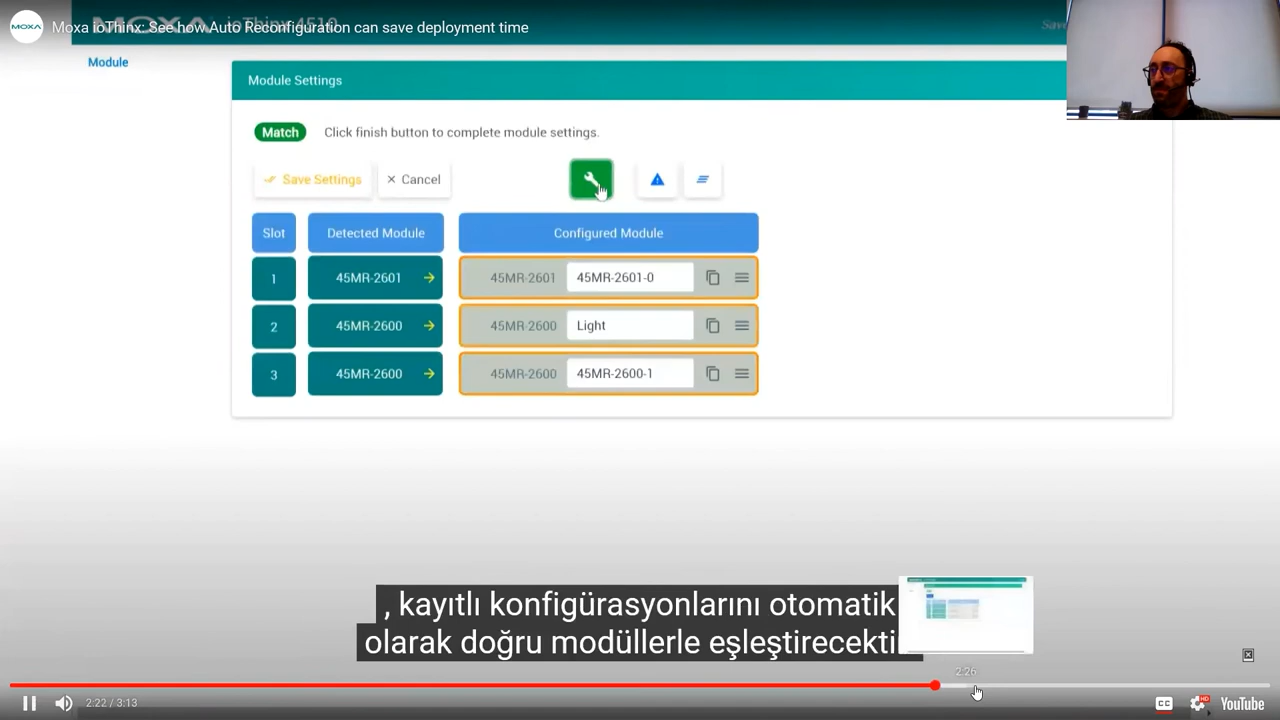 MOXA
Moxa ioThinx: See how Auto Reconfiguration can save deployment time
Module
Module Settings
Match
Click finish button to complete module settings.
Save Settings
Cancel
Slot
Detected Module
Configured Module
1
45MR-2601
45MR-2601
45MR-2601-0
2
45MR-2600
45MR-2600
Light
3
45MR-2600
45MR-2600
45MR-2600-1
, kayıtlı konfigürasyonlarını otomatik
olarak doğru modüllerle eşleştirecekti
2:26
2:22 / 3:13
CC
HD
YouTube